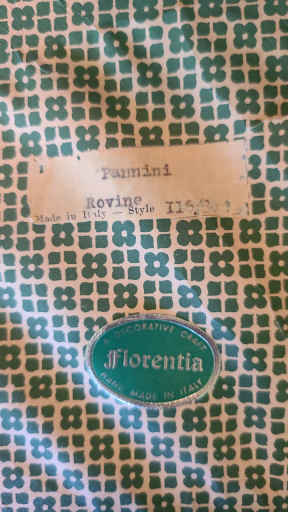 Pannini
Rovine
Made in Italy — Style
A DECORATIVE CRAFT
Florentia
HAND MADE IN ITALY